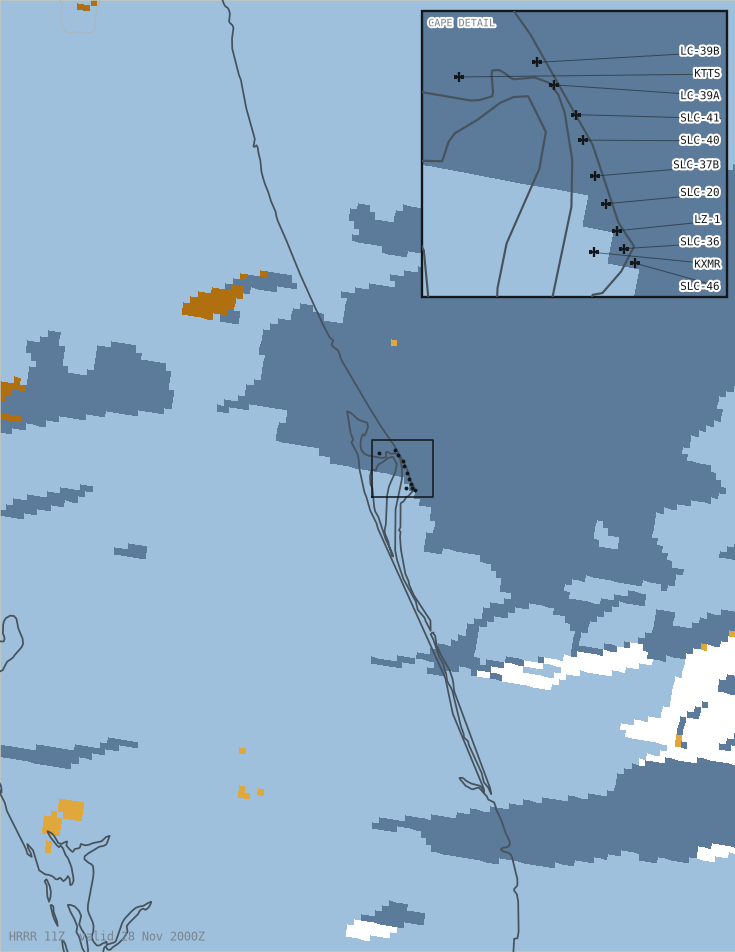 CAPE DETAIL
LC-39B
KTTS
LC-39A
SLC-41
SLC-40
SLC-37B
SLC-20
LZ-1
SLC-36
KXMR
SLC-46
HRRR 11Z valid 28 Nov 2000Z